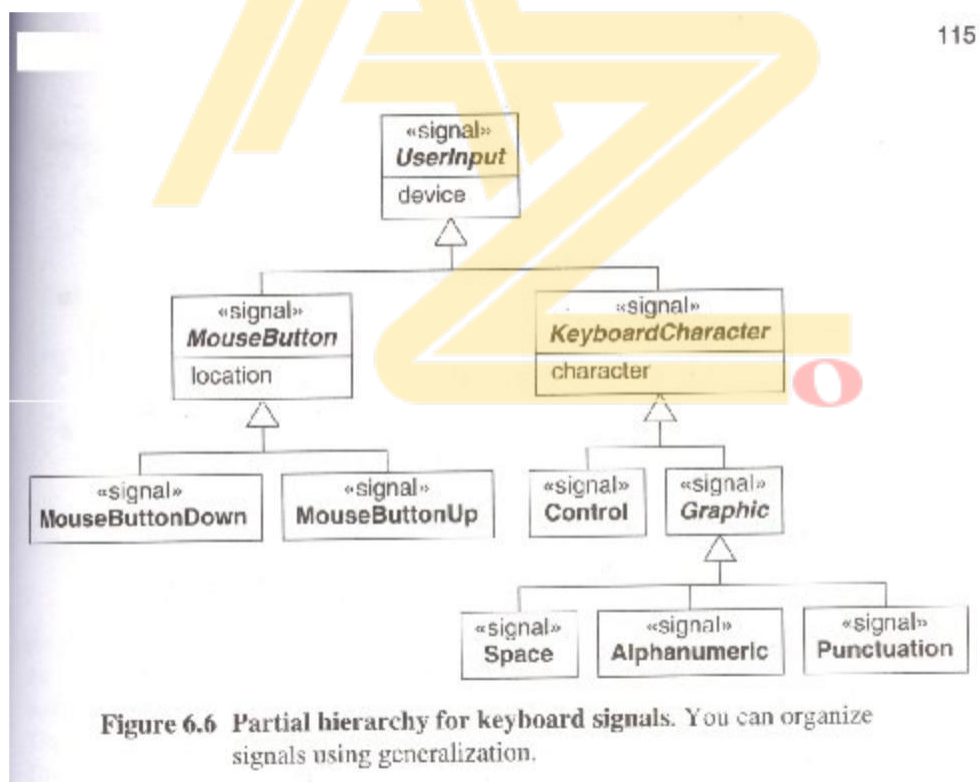 115
«signal»
UserInput
device
«signal»
MouseButton
location
«signal»
KeyboardCharacter
character
«signal»
MouseButtonDown
«signal»
MouseButtonUp
«signal»
Control
«signal»
Graphic
«signal»
Space
«signal»
Alphanumeric
«signal»
Punctuation
Figure 6.6 Partial hierarchy for keyboard signals. You can organize
signals using generalization.